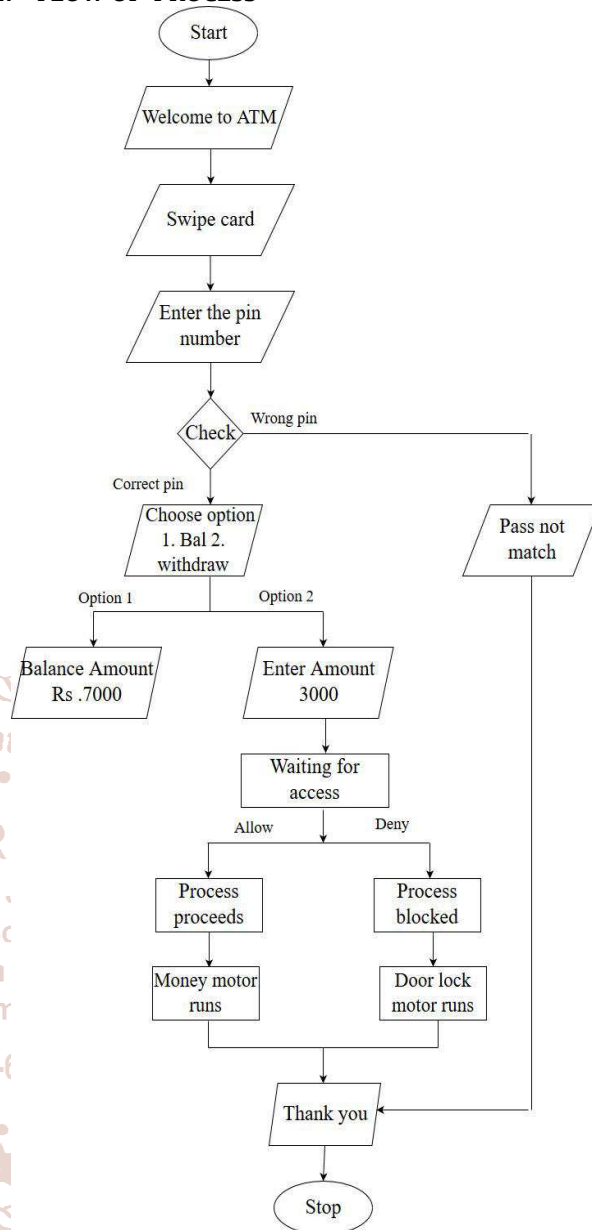 Start
Welcome to ATM
Swipe card
Enter the pin
number
Check
Wrong pin
Correct pin
Choose option
1. Bal 2.
withdraw
Pass not
match
Option 1
Option 2
Balance Amount
Rs .7000
Enter Amount
3000
Waiting for
access
Allow
Deny
Process
proceeds
Process
blocked
Money motor
runs
Door lock
motor runs
Thank you
Stop